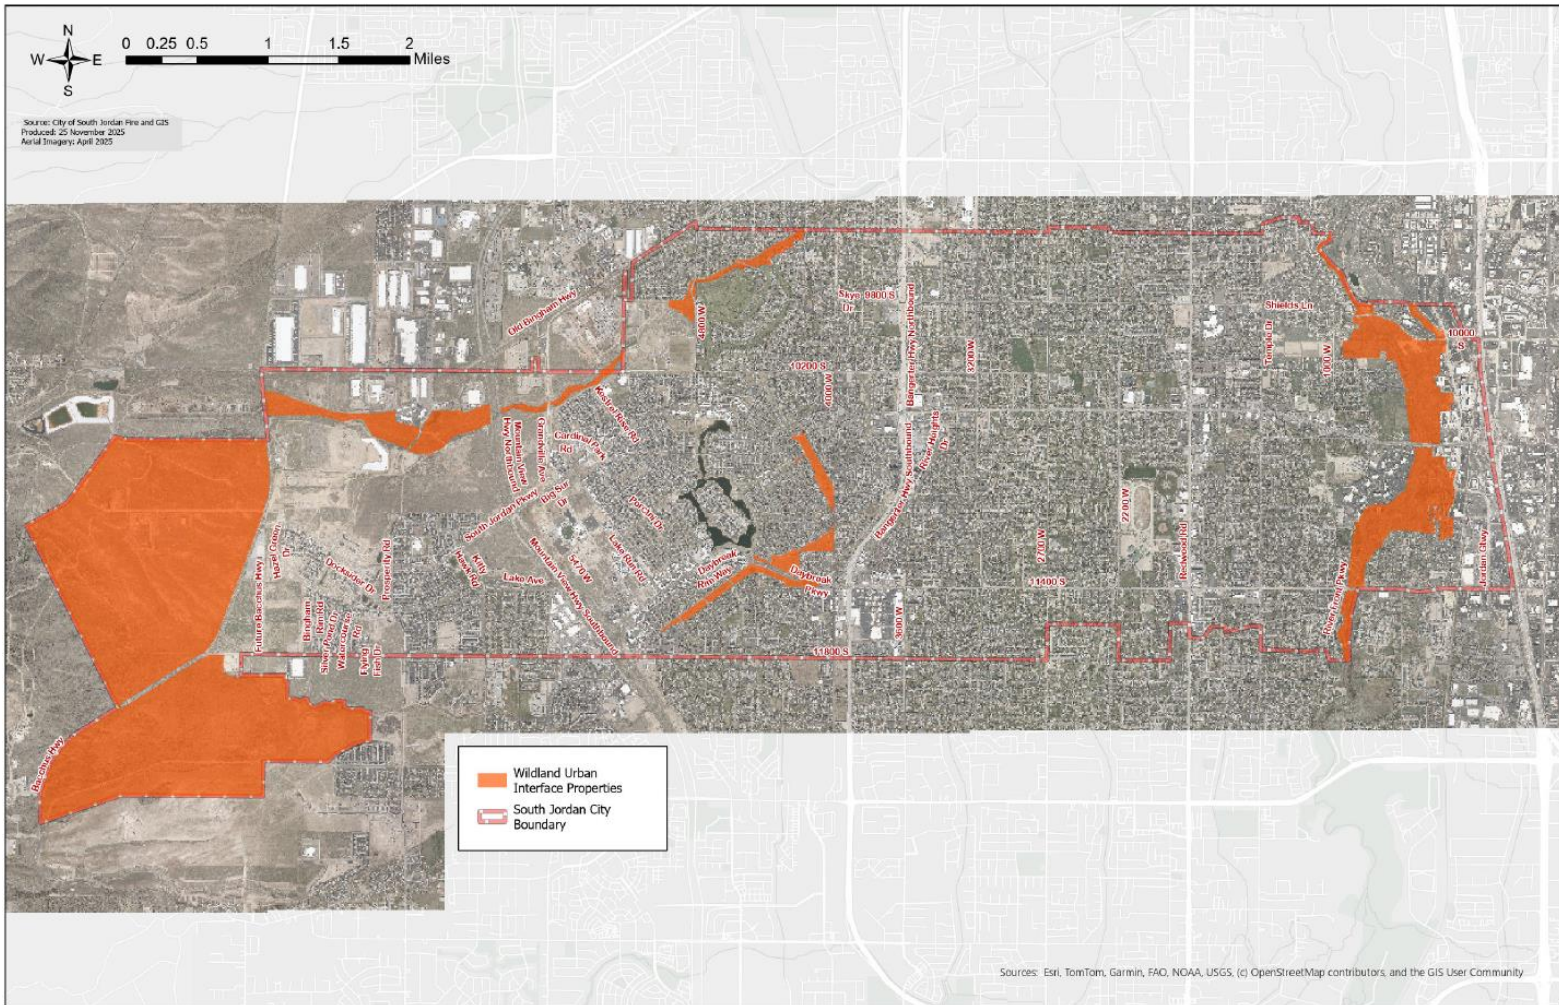 N
W E
S
0 0.25 0.5 1 1.5 2
Miles
Source: City of South Jordan Fire and GIS
Produced: 25 November 2025
Aerial Imagery: April 2025
Old Bingham Hwy
4800 W
Skye Dr
9800 S
Bangerter Hwy Northbound
Shields Ln
Temple Dr
1000 W
10000 S
10200 S
4000 W
3200 W
Kestrel Rise Rd
Grandville Ave
Mountain View Hwy Northbound
Cardinal Park Rd
South Jordan Pkwy
Big Sur Dr
Bangerter Hwy Southbound
River Heights Dr
2200 W
2700 W
Redwood Rd
Hazel Green Dr
Docksider Dr
Prosperity Rd
Kitty Hawk Rd
Lake Ave
5470 W
Lake Run Rd
Daybreak Rim Way
Daybreak Pkwy
11400 S
Jordan Gtwy
Riverfront Pkwy
Future Bacchus Hwy
Bingham Rim Rd
Silver Pond Dr
Watercourse Rd
Flying Fish Dr
Mountain View Hwy Southbound
3600 W
11800 S
Bacchus Hwy
Wildland Urban
Interface Properties
South Jordan City
Boundary
Sources: Esri, TomTom, Garmin, FAO, NOAA, USGS, (c) OpenStreetMap contributors, and the GIS User Community